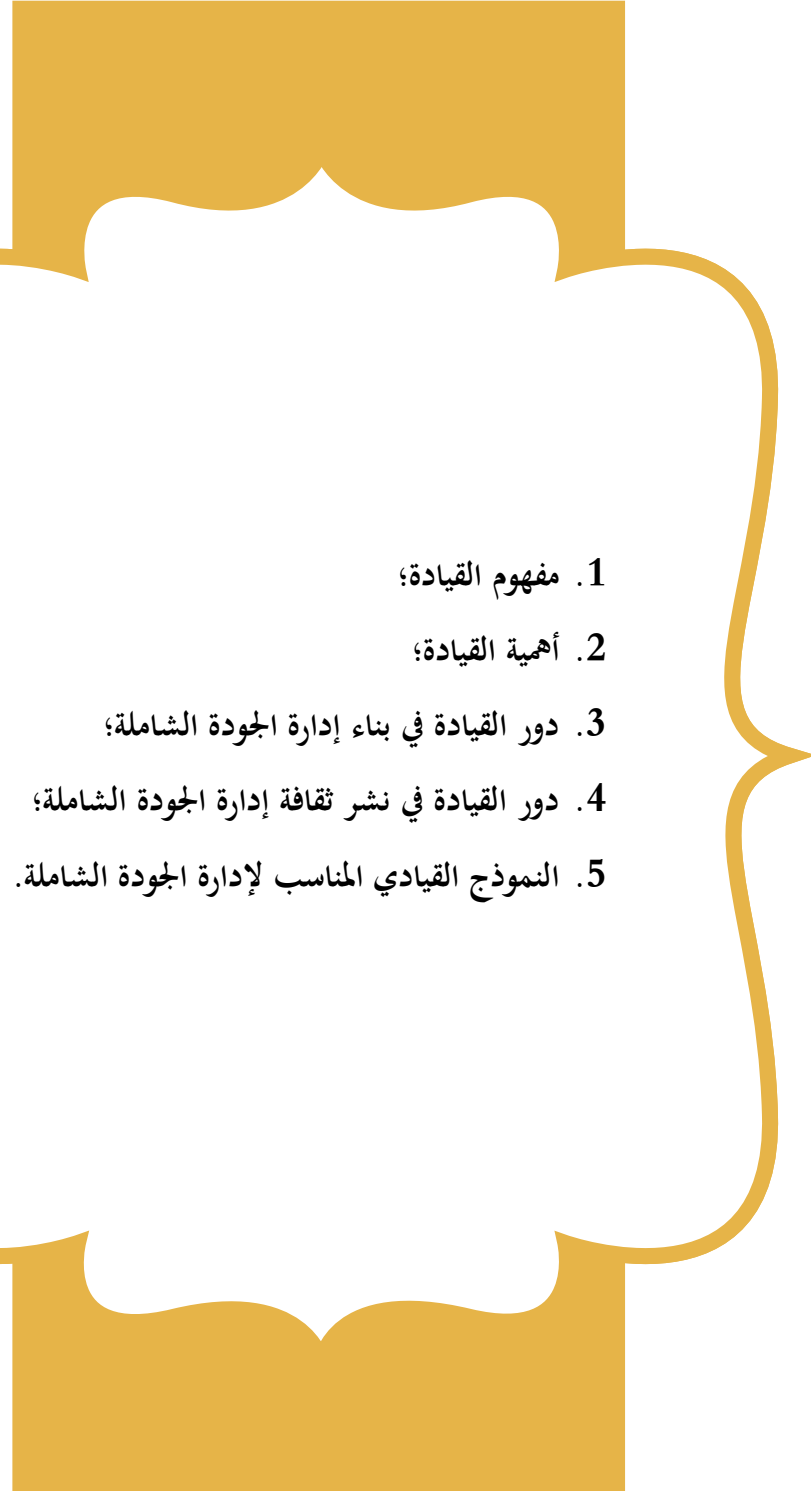 1. مفهوم القيادة؛
2. أهمية القيادة؛
3. دور القيادة في بناء إدارة الجودة الشاملة؛
4. دور القيادة في نشر ثقافة إدارة الجودة الشاملة؛
5. النموذج القيادي المناسب لإدارة الجودة الشاملة.